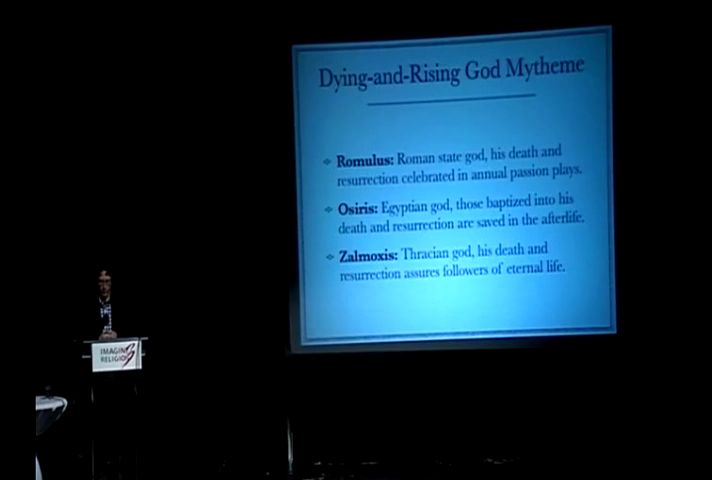 Dying-and-Rising God Mytheme
Romulus: Roman state god, his death and
resurrection celebrated in annual passion plays.
Osiris: Egyptian god, those baptized into his
death and resurrection are saved in the afterlife.
Zalmoxis: Thracian god, his death and
resurrection assures followers of eternal life.
IMAGINE
RELIGION